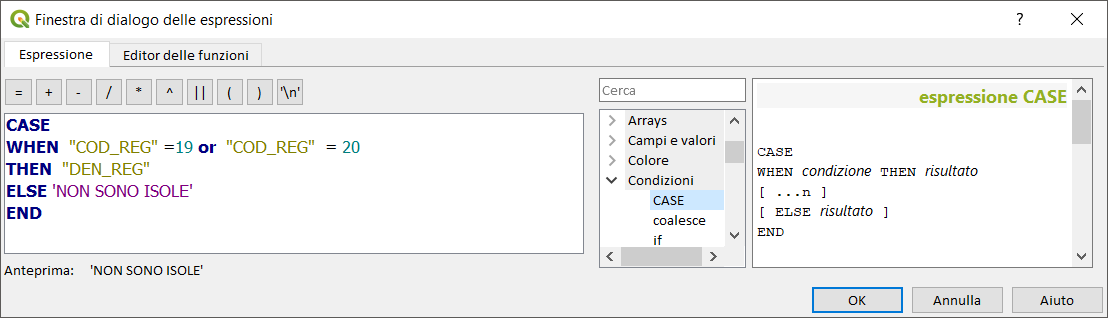 Finestra di dialogo delle espressioni
? ×
Espressione Editor delle funzioni
= + - / * ^ || ( ) '\n'
CASE
WHEN "COD_REG" =19 or "COD_REG" = 20
THEN "DEN_REG"
ELSE 'NON SONO ISOLE'
END
Anteprima: 'NON SONO ISOLE'
Cerca
Arrays
Campi e valori
Colore
Condizioni
CASE
coalesce
if
espressione CASE
CASE
WHEN condizione THEN risultato
[ ...n ]
[ ELSE risultato ]
END
OK Annulla Aiuto